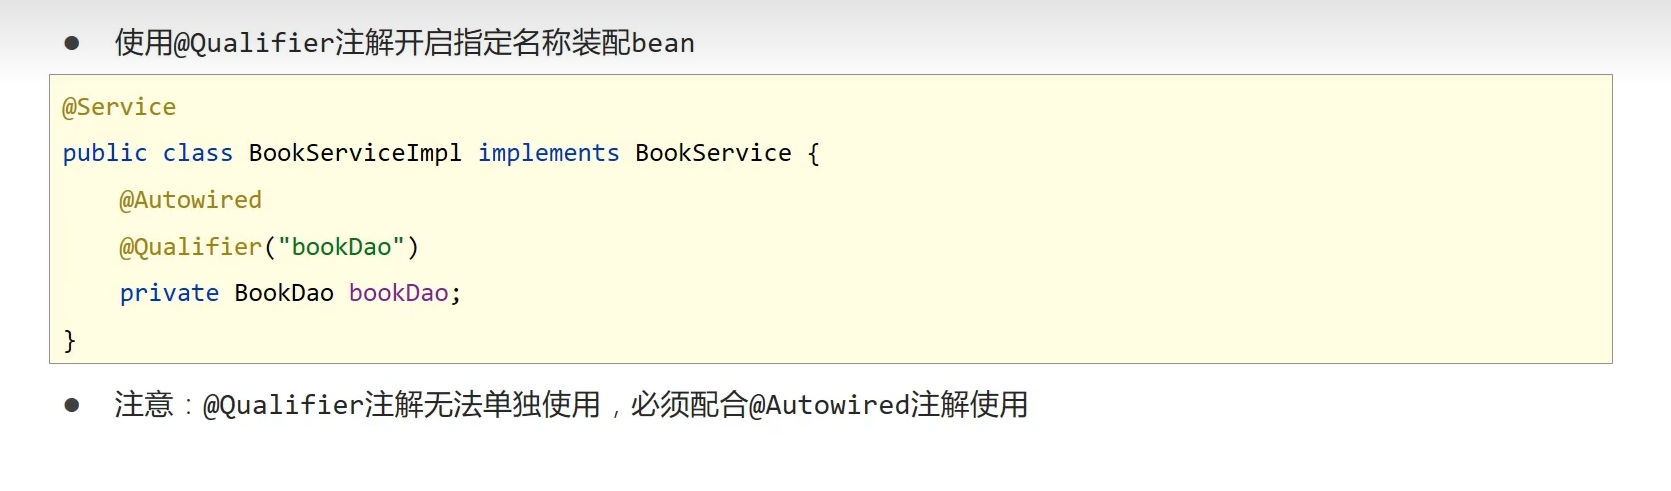 ● 使用@Qualifier注解开启指定名称装配bean
@Service
public class BookServiceImpl implements BookService {
    @Autowired
    @Qualifier("bookDao")
    private BookDao bookDao;
}
● 注意：@Qualifier注解无法单独使用，必须配合@Autowired注解使用